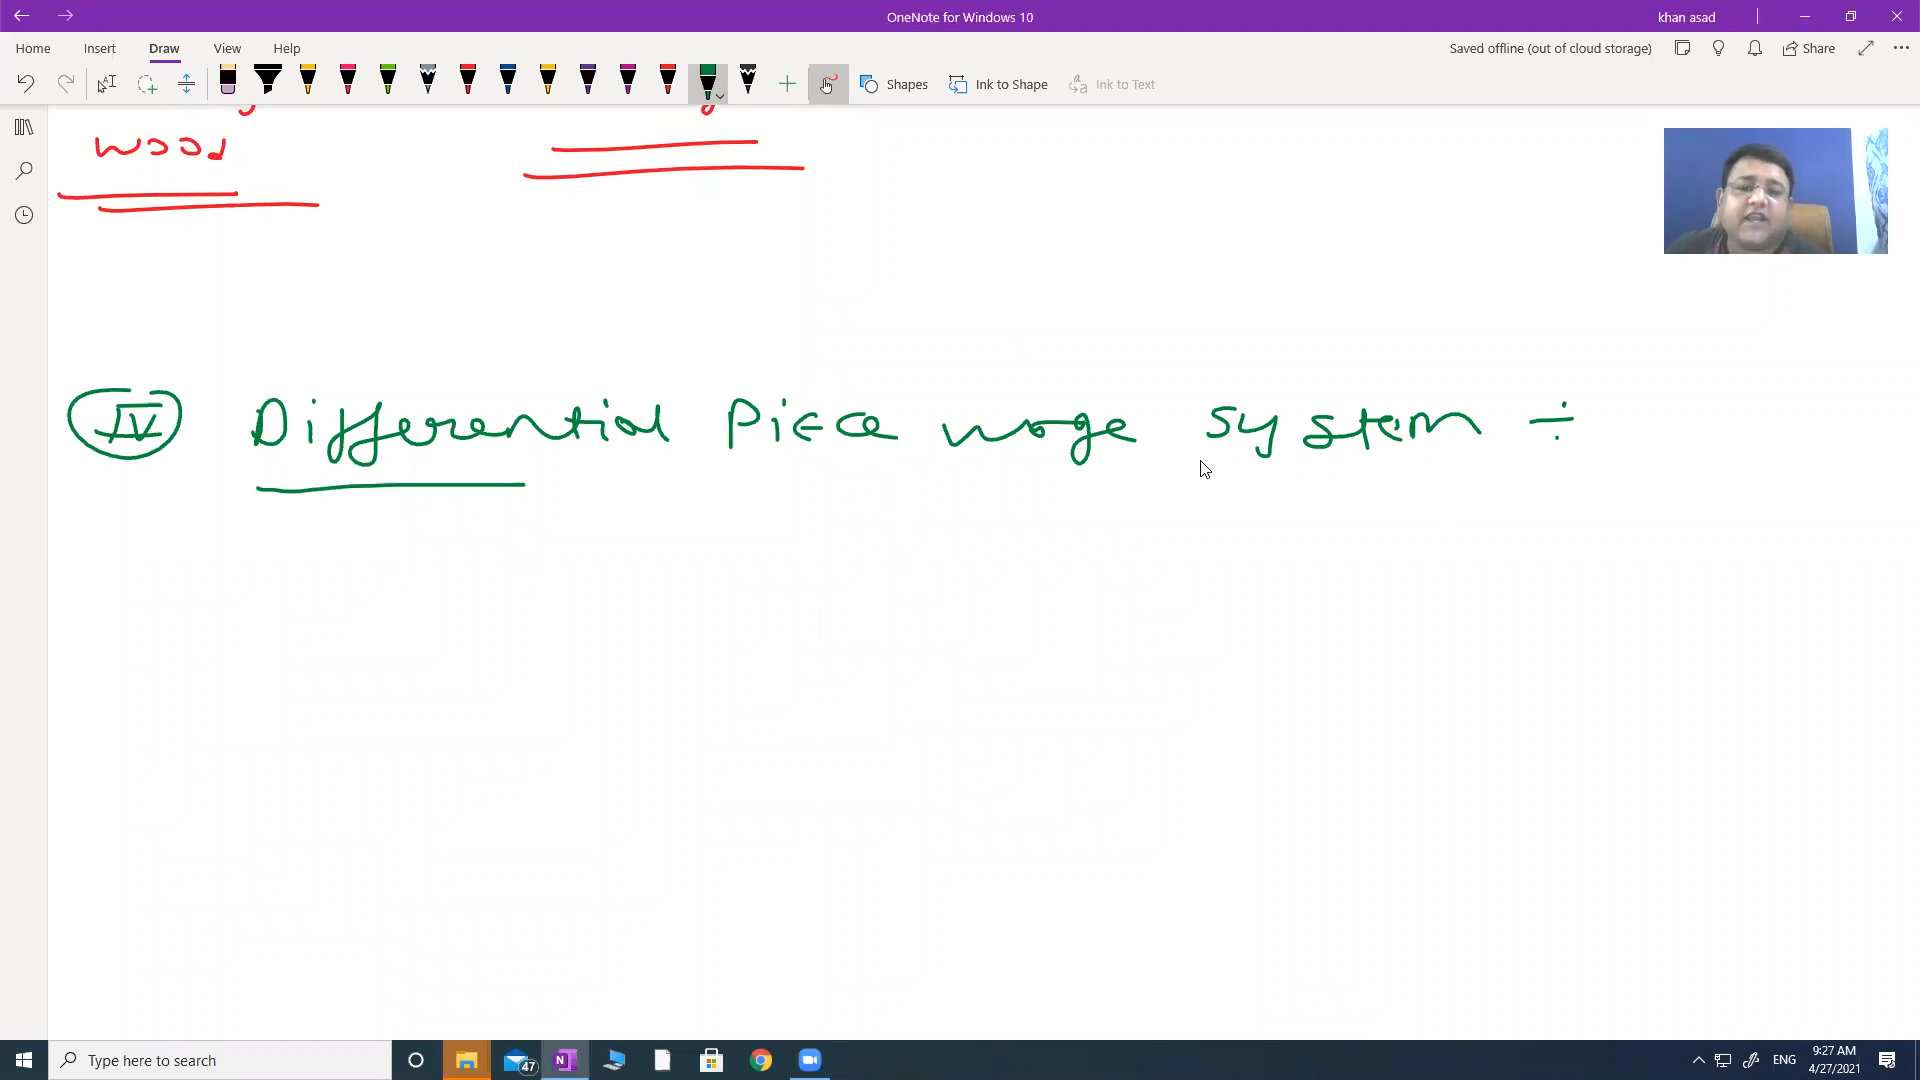 OneNote for Windows 10
khan asad
Home Insert Draw View Help
Saved offline (out of cloud storage)
Share
Shapes
Ink to Shape
Ink to Text
wood
IV Differential Piece wage system ÷
Type here to search
47
N
ENG
9:27 AM
4/27/2021